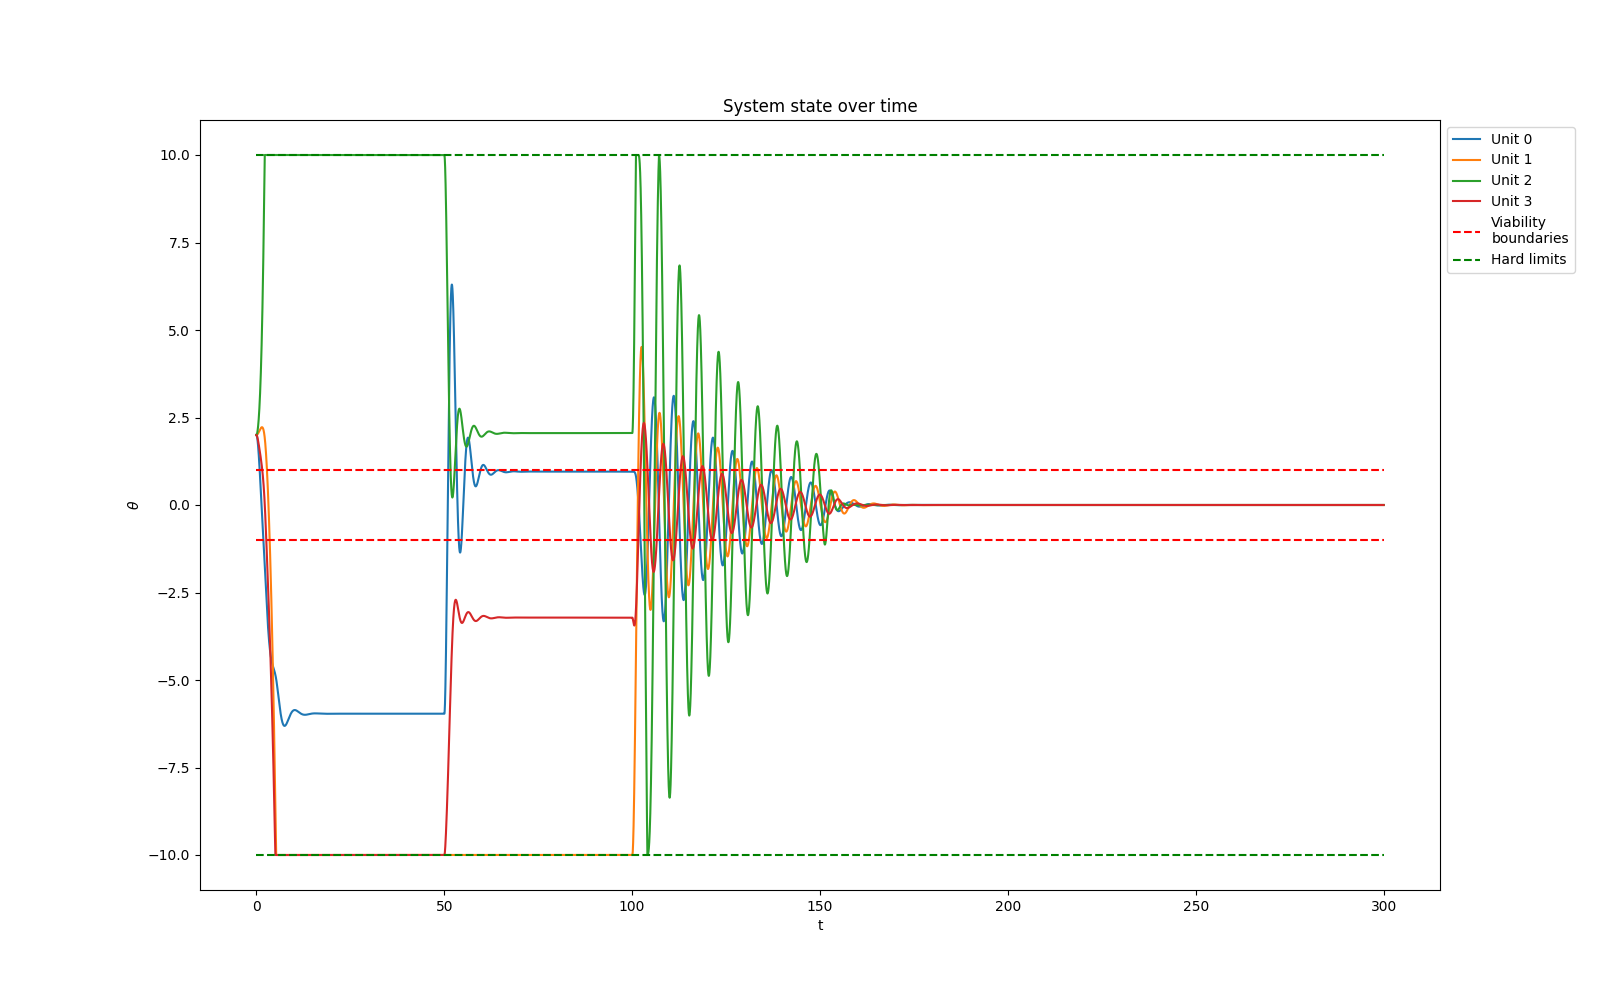 System state over time
10.0
7.5
5.0
2.5
0.0
−2.5
−5.0
−7.5
−10.0
θ
0
50
100
150
200
250
300
t
Unit 0
Unit 1
Unit 2
Unit 3
Viability
boundaries
Hard limits